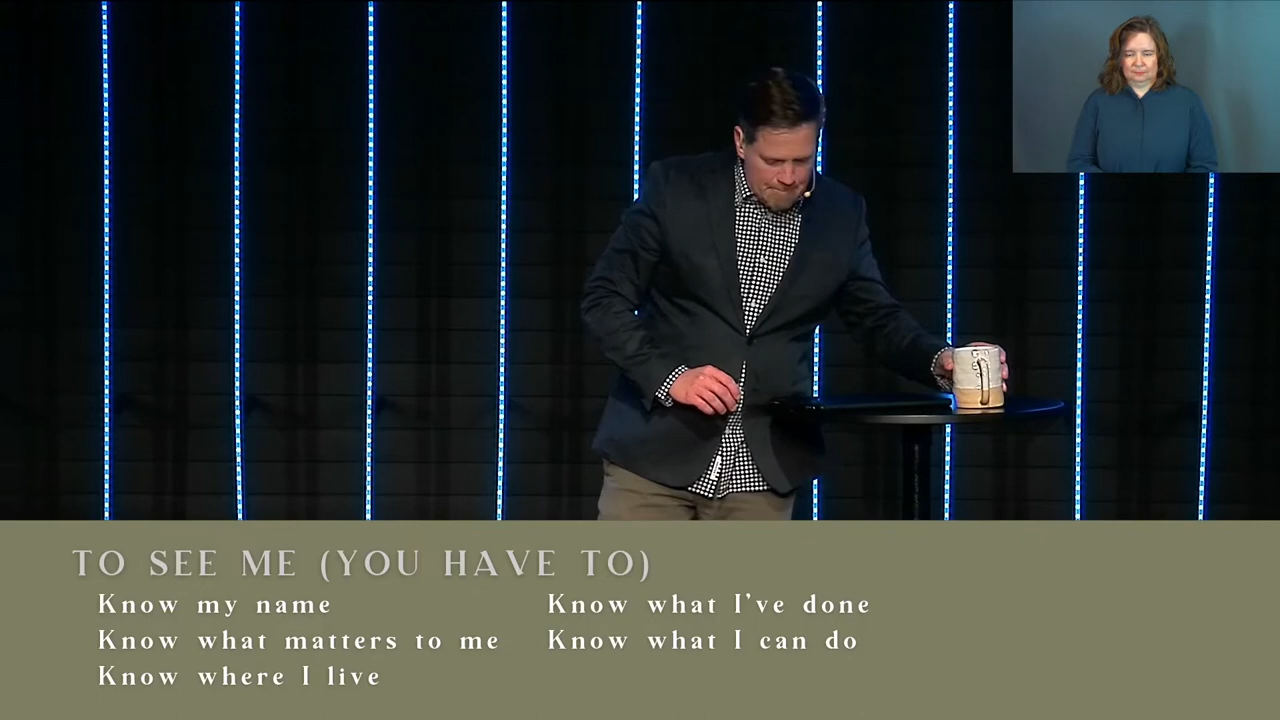 TO SEE ME (YOU HAVE TO)
Know my name
Know what matters to me
Know where I live
Know what I've done
Know what I can do